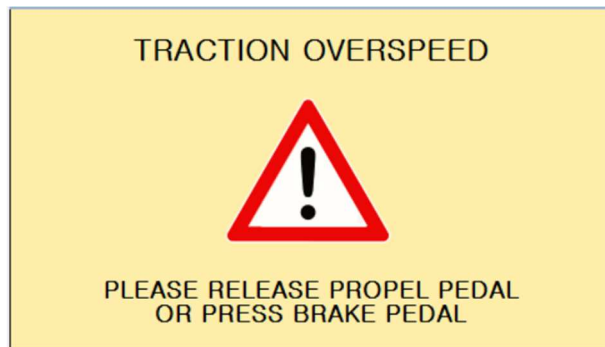 TRACTION OVERSPEED
!
PLEASE RELEASE PROPEL PEDAL
OR PRESS BRAKE PEDAL